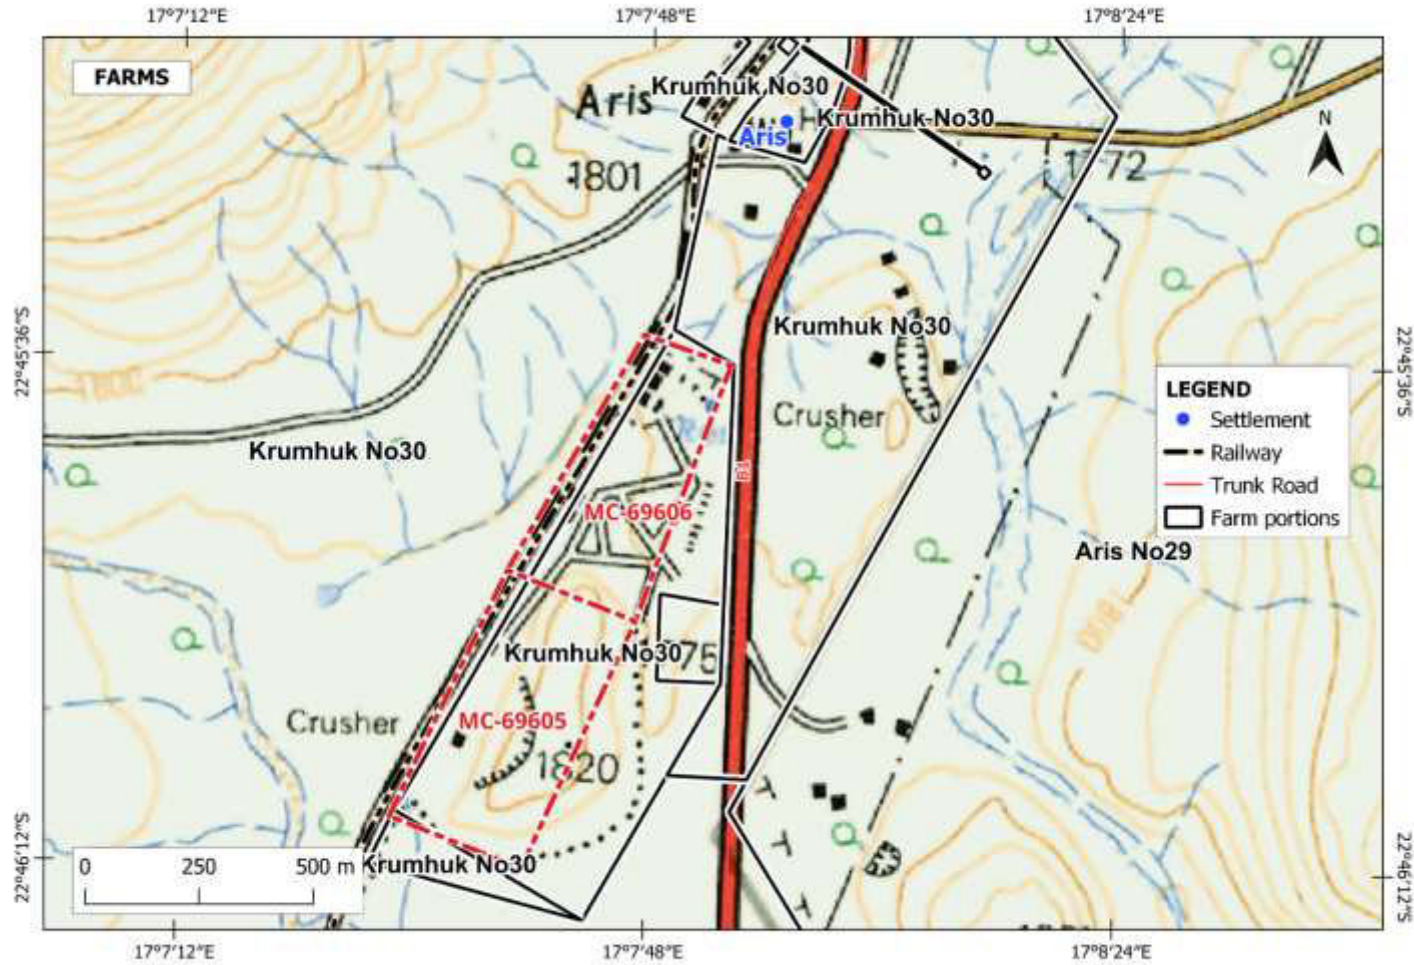 17°7'12"E
17°7'48"E
17°8'24"E
FARMS
Krumhuk No30
Aris
Krumhuk No30
Aris
N
1801
22°45'36"S
Krumhuk No30
22°45'36"S
LEGEND
Settlement
Railway
Trunk Road
Farm portions
Crusher
Krumhuk No30
B1
MC-69606
Aris No29
1800
Krumhuk No30
MC-69605
Crusher
1820
22°46'12"S
22°46'12"S
0 250 500 m
Krumhuk No30
17°7'12"E
17°7'48"E
17°8'24"E